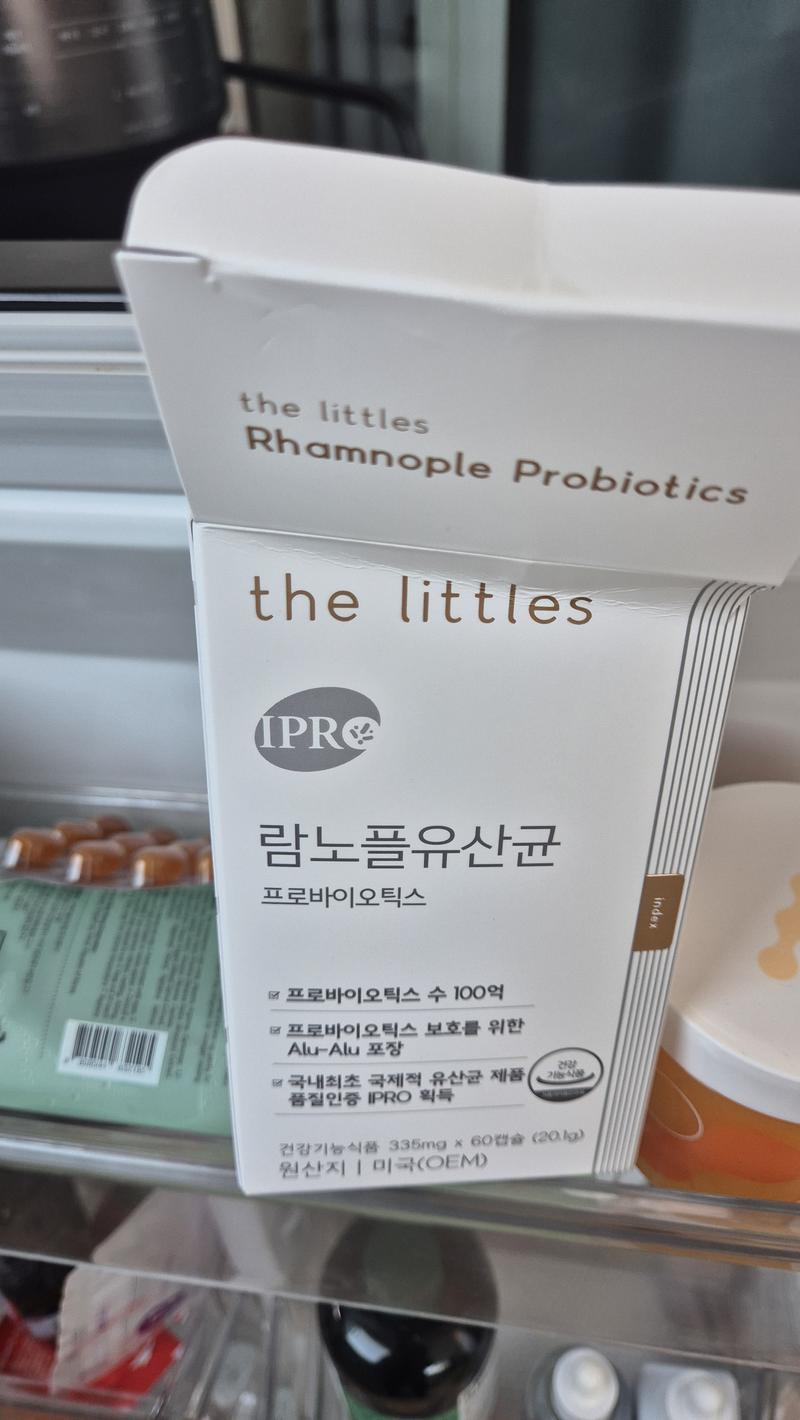 the littles
Rhamnople Probiotics
the littles
IPRO
람노플유산균
프로바이오틱스
index
프로바이오틱스 수 100억
프로바이오틱스 보호를 위한
Alu-Alu 포장
국내최초 국제적 유산균 제품
품질인증 IPRO 획득
건강
기능식품
건강기능식품 335mg x 60캡슐 (20.1g)
원산지 | 미국(OEM)